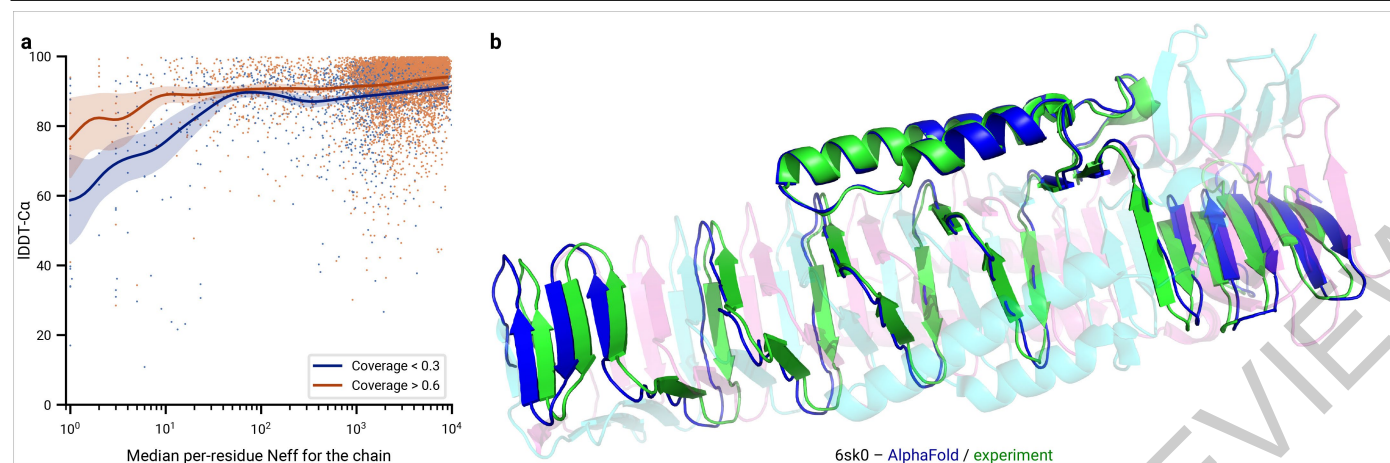 a
b
100
80
60
40
20
0
lDDT-Cα
Coverage < 0.3
Coverage > 0.6
10⁰ 10¹ 10² 10³ 10⁴
Median per-residue Neff for the chain
6sk0 – AlphaFold / experiment